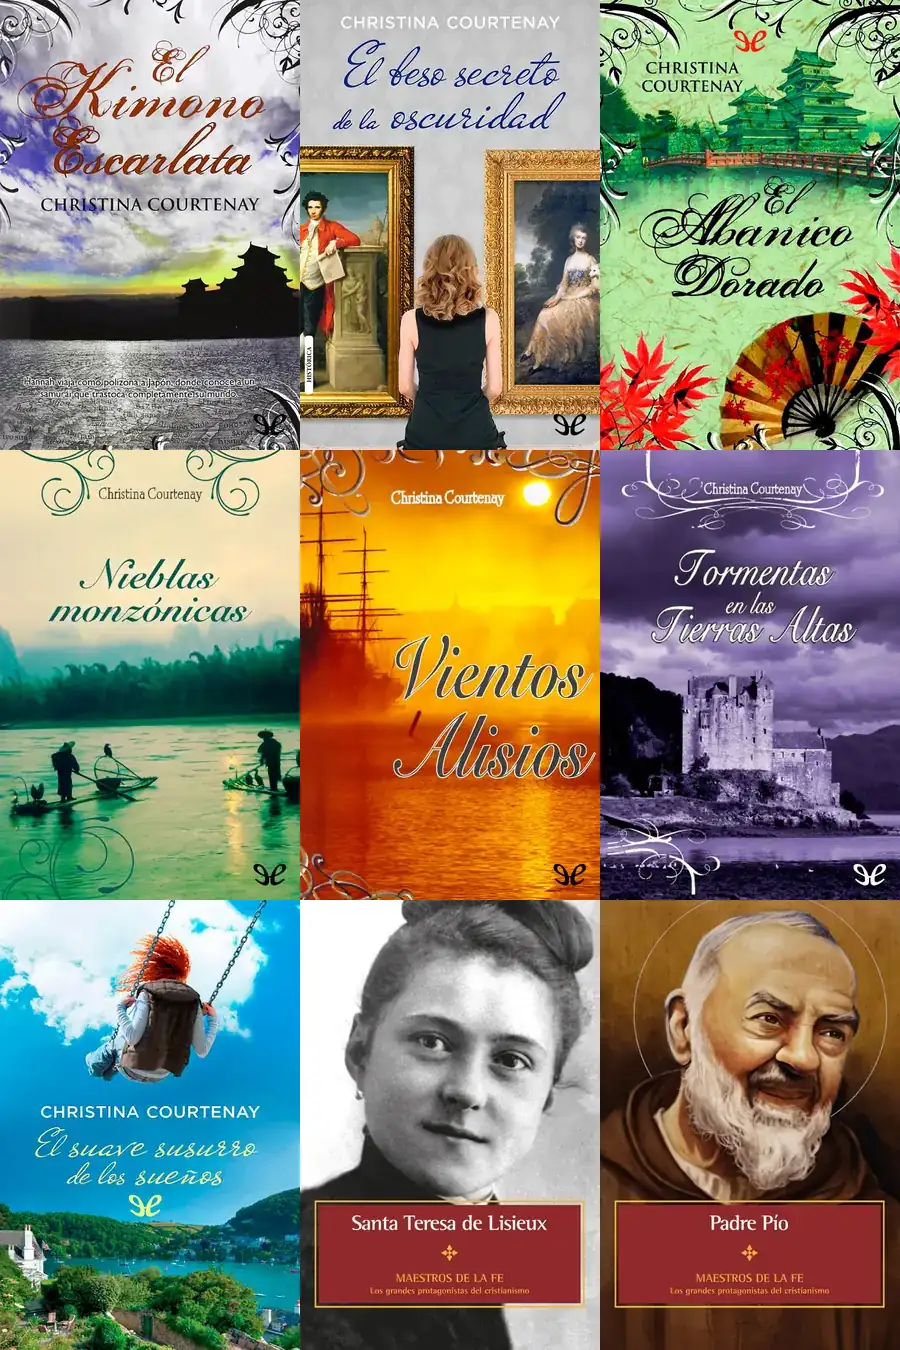 El
Kimono
Escarlata
CHRISTINA COURTENAY
Hannah viaja como polizona a Japón, donde conoce a un
samurai que trastoca completamente su mundo
CHRISTINA COURTENAY
El beso secreto
de la oscuridad
HISTÓRICA
CHRISTINA
COURTENAY
El
Abanico
Dorado
Christina Courtenay
Nieblas
monzónicas
Christina Courtenay
Vientos
Alisios
Christina Courtenay
Tormentas
en las
Tierras Altas
CHRISTINA COURTENAY
El suave susurro
de los sueños
Santa Teresa de Lisieux
MAESTROS DE LA FE
Los grandes protagonistas del cristianismo
Padre Pío
MAESTROS DE LA FE
Los grandes protagonistas del cristianismo